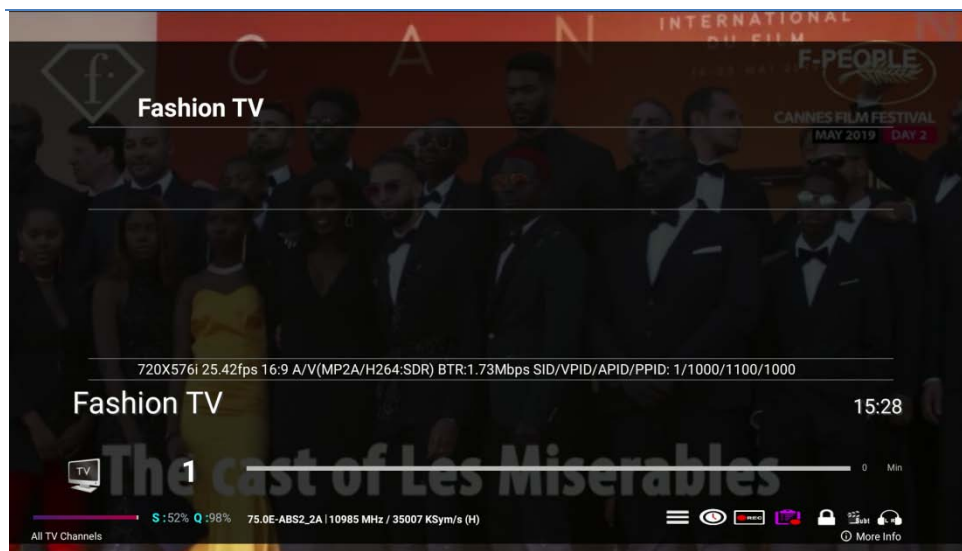 INTERNATIONAL
C A N
DU FILM
F-PEOPLE
f.
Fashion TV
CANNES FILM FESTIVAL
MAY 2019 DAY 2
720X576i 25.42fps 16:9 A/V(MP2A/H264:SDR) BTR:1.73Mbps SID/VPID/APID/PPID: 1/1000/1100/1000
Fashion TV
15:28
The cast of Les Miserables
TV
1
0 Min
S :52% Q :98% 75.0E-ABS2_2A | 10985 MHz / 35007 KSym/s (H)
REC
Subt
L R
All TV Channels
More Info